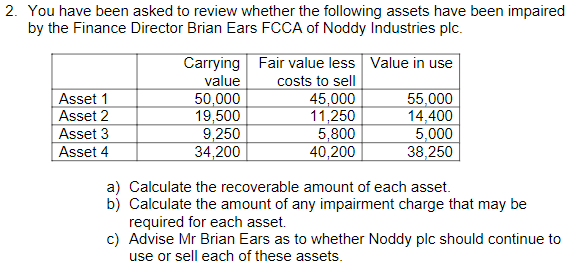 2. You have been asked to review whether the following assets have been impaired
by the Finance Director Brian Ears FCCA of Noddy Industries plc.
Carrying Fair value less Value in use
value costs to sell
Asset 1 50,000 45,000 55,000
Asset 2 19,500 11,250 14,400
Asset 3 9,250 5,800 5,000
Asset 4 34,200 40,200 38,250
a) Calculate the recoverable amount of each asset.
b) Calculate the amount of any impairment charge that may be
required for each asset.
c) Advise Mr Brian Ears as to whether Noddy plc should continue to
use or sell each of these assets.